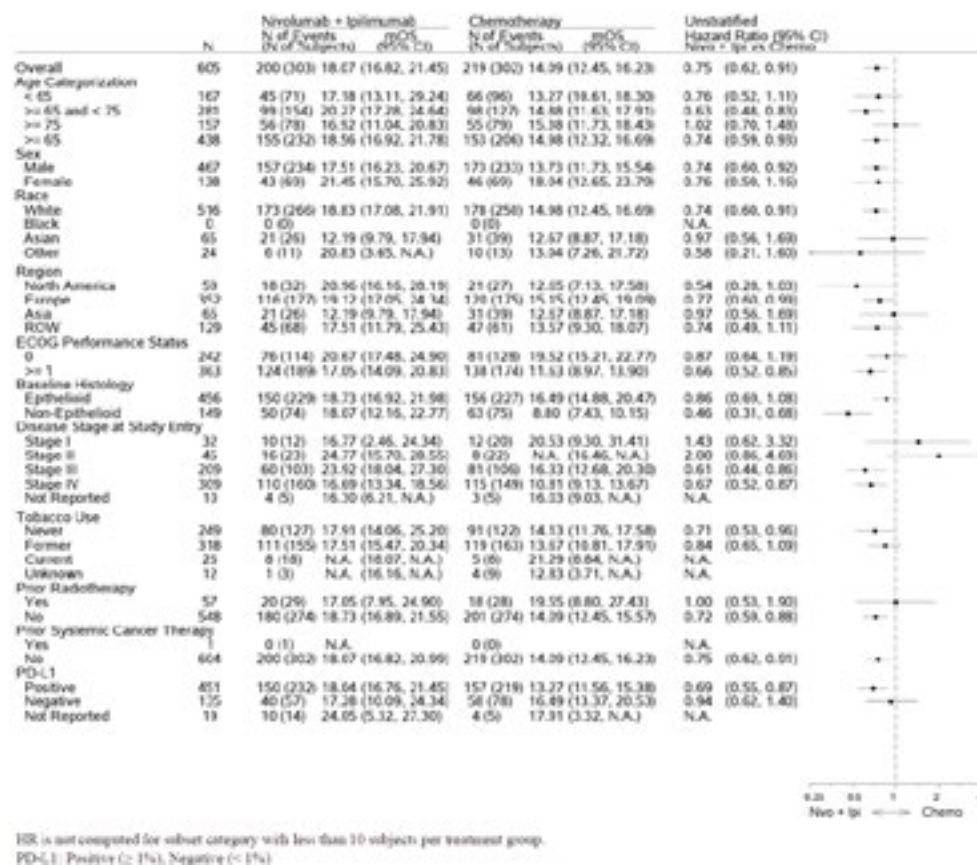 Nivolumab + Ipilimumab Chemotherapy Unstratified
N of Events mOS N of Events mOS Hazard Ratio (95% CI)
N (N of Subjects) (95% CI) (N of Subjects) (95% CI) Nivo + Ipi vs Chemo
Overall 605 200 (303) 18.07 (16.82, 21.45) 219 (302) 14.09 (12.45, 16.23) 0.75 (0.62, 0.91)
Age Categorization
< 65 167 45 (71) 17.18 (13.11, 29.24) 66 (96) 13.27 (10.61, 18.30) 0.76 (0.52, 1.11)
>= 65 and < 75 281 99 (154) 20.27 (17.28, 24.64) 98 (127) 14.88 (11.63, 17.91) 0.63 (0.48, 0.83)
>= 75 157 56 (78) 16.92 (11.04, 20.83) 55 (79) 15.38 (11.73, 18.43) 1.02 (0.70, 1.48)
>= 65 438 155 (232) 18.56 (16.92, 21.78) 153 (206) 14.98 (12.32, 16.69) 0.74 (0.59, 0.93)
Sex
Male 467 157 (234) 17.51 (16.23, 20.67) 173 (233) 13.73 (11.73, 15.54) 0.74 (0.60, 0.92)
Female 138 43 (69) 21.45 (15.70, 25.92) 46 (69) 18.04 (12.65, 23.79) 0.76 (0.50, 1.16)
Race
White 516 173 (266) 18.83 (17.08, 21.91) 178 (250) 14.98 (12.45, 16.69) 0.74 (0.60, 0.91)
Black 0 0 (0) 0 (0) N.A.
Asian 65 21 (26) 12.19 (9.79, 17.94) 31 (39) 12.67 (8.87, 17.18) 0.97 (0.56, 1.69)
Other 24 6 (11) 20.83 (3.65, N.A.) 10 (13) 13.04 (7.26, 21.72) 0.58 (0.21, 1.60)
Region
North America 59 18 (32) 20.96 (16.16, 28.19) 21 (27) 12.05 (7.13, 17.58) 0.54 (0.28, 1.03)
Europe 352 116 (177) 19.12 (17.05, 24.34) 120 (175) 15.15 (12.45, 19.09) 0.77 (0.60, 0.99)
Asia 65 21 (26) 12.19 (9.79, 17.94) 31 (39) 12.67 (8.87, 17.18) 0.97 (0.56, 1.69)
ROW 129 45 (68) 17.51 (11.79, 25.43) 47 (61) 13.57 (9.30, 18.07) 0.74 (0.49, 1.11)
ECOG Performance Status
0 242 76 (114) 20.67 (17.48, 24.90) 81 (128) 19.52 (15.21, 22.77) 0.87 (0.64, 1.19)
>= 1 363 124 (189) 17.05 (14.09, 20.83) 138 (174) 11.63 (8.97, 13.90) 0.66 (0.52, 0.85)
Baseline Histology
Epithelioid 456 150 (229) 18.73 (16.92, 21.98) 156 (227) 16.49 (14.88, 20.47) 0.86 (0.69, 1.08)
Non-Epithelioid 149 50 (74) 18.07 (12.16, 22.77) 63 (75) 8.80 (7.43, 10.15) 0.46 (0.31, 0.68)
Disease Stage at Study Entry
Stage I 32 10 (12) 16.77 (2.46, 24.34) 12 (20) 20.53 (9.30, 31.41) 1.43 (0.62, 3.32)
Stage II 45 16 (23) 24.77 (15.70, 28.55) 8 (22) N.A. (16.46, N.A.) 2.00 (0.86, 4.69)
Stage III 209 60 (103) 23.92 (18.04, 27.30) 81 (106) 16.33 (12.68, 20.30) 0.61 (0.44, 0.86)
Stage IV 309 110 (160) 16.69 (13.34, 18.56) 115 (149) 10.81 (9.13, 13.67) 0.67 (0.52, 0.87)
Not Reported 4 (5) 16.30 (6.21, N.A.) 3 (5) 16.03 (9.03, N.A.) N.A.
Tobacco Use
Never 249 80 (127) 17.91 (14.06, 25.20) 91 (122) 14.13 (11.76, 17.58) 0.71 (0.53, 0.96)
Former 318 111 (155) 17.51 (15.47, 20.34) 119 (163) 13.67 (10.81, 17.91) 0.84 (0.65, 1.09)
Current 8 (18) N.A. (18.07, N.A.) 5 (8) 21.29 (8.84, N.A.) N.A.
Unknown 12 1 (3) N.A. (16.16, N.A.) 4 (9) 12.83 (3.71, N.A.) N.A.
Prior Radiotherapy
Yes 57 20 (29) 17.05 (7.95, 24.90) 18 (28) 19.55 (8.80, 27.43) 1.00 (0.53, 1.90)
No 548 180 (274) 18.73 (16.89, 21.55) 201 (274) 14.09 (12.45, 15.57) 0.72 (0.59, 0.88)
Prior Systemic Cancer Therapy
Yes 1 0 (1) N.A. 0 (0) N.A.
No 604 200 (302) 18.07 (16.82, 20.99) 219 (302) 14.09 (12.45, 16.23) 0.75 (0.62, 0.91)
PD-L1
Positive 451 150 (232) 18.04 (16.76, 21.45) 157 (219) 13.27 (11.56, 15.38) 0.69 (0.55, 0.87)
Negative 135 40 (57) 17.28 (10.09, 24.34) 58 (78) 16.49 (13.37, 20.53) 0.94 (0.62, 1.40)
Not Reported 19 10 (14) 24.05 (5.32, 27.30) 4 (5) 17.91 (3.32, N.A.) N.A.
0.25 0.5 1 2
Nivo + Ipi <---> Chemo
HR is not computed for subset category with less than 10 subjects per treatment group.
PD-L1: Positive (≥ 1%), Negative (< 1%)